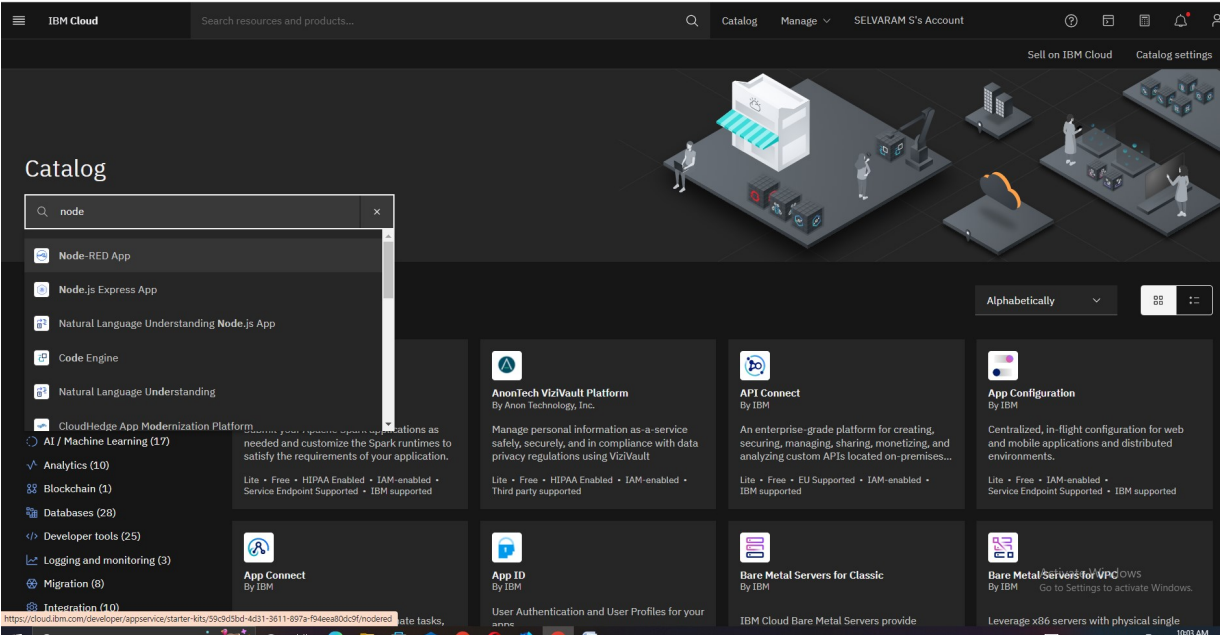 IBM Cloud
Search resources and products...
Catalog
Manage
SELVARAM S's Account
Sell on IBM Cloud
Catalog settings
Catalog
node
Node-RED App
Node.js Express App
Natural Language Understanding Node.js App
Code Engine
Natural Language Understanding
CloudHedge App Modernization Platform
Alphabetically
AI / Machine Learning (17)
Analytics (10)
Blockchain (1)
Databases (28)
Developer tools (25)
Logging and monitoring (3)
Migration (8)
Integration (10)
needed and customize the Spark runtimes to
satisfy the requirements of your application.
Lite • Free • HIPAA Enabled • IAM-enabled •
Service Endpoint Supported • IBM supported
AnonTech ViziVault Platform
By Anon Technology, Inc.
Manage personal information as-a-service
safely, securely, and in compliance with data
privacy regulations using ViziVault
Lite • Free • HIPAA Enabled • IAM-enabled •
Third party supported
API Connect
By IBM
An enterprise-grade platform for creating,
securing, managing, sharing, monetizing, and
analyzing custom APIs located on-premises...
Lite • Free • EU Supported • IAM-enabled •
IBM supported
App Configuration
By IBM
Centralized, in-flight configuration for web
and mobile applications and distributed
environments.
Lite • Free • IAM-enabled •
Service Endpoint Supported • IBM supported
App Connect
By IBM
ate tasks,
App ID
By IBM
User Authentication and User Profiles for your
apps
Bare Metal Servers for Classic
By IBM
IBM Cloud Bare Metal Servers provide
Bare Metal Servers for VPC
By IBM
Leverage x86 servers with physical single
Activate Windows
Go to Settings to activate Windows.
https://cloud.ibm.com/developer/appservice/starter-kits/59c9d5bd-4d31-3611-897a-f94eea80dc9f/nodered
10:03 AM